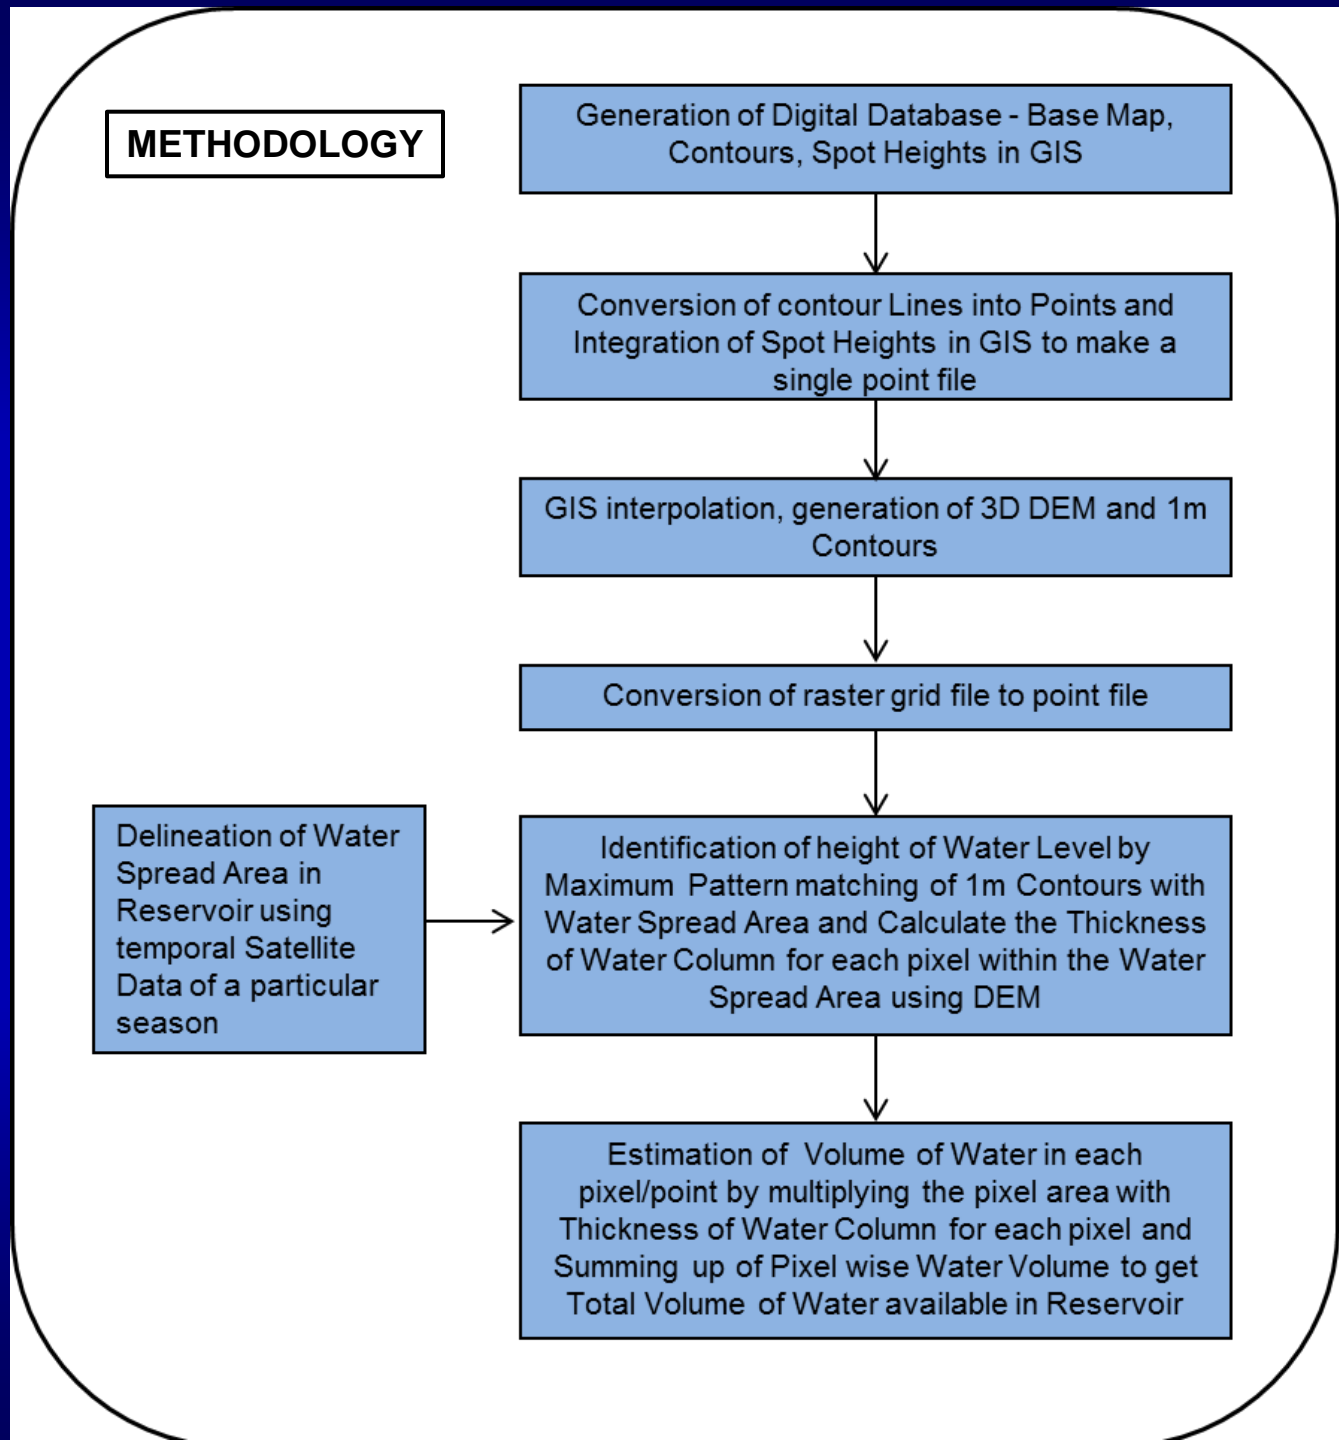 METHODOLOGY
Generation of Digital Database - Base Map,
Contours, Spot Heights in GIS
Conversion of contour Lines into Points and
Integration of Spot Heights in GIS to make a
single point file
GIS interpolation, generation of 3D DEM and 1m
Contours
Conversion of raster grid file to point file
Delineation of Water
Spread Area in
Reservoir using
temporal Satellite
Data of a particular
season
Identification of height of Water Level by
Maximum Pattern matching of 1m Contours with
Water Spread Area and Calculate the Thickness
of Water Column for each pixel within the Water
Spread Area using DEM
Estimation of Volume of Water in each
pixel/point by multiplying the pixel area with
Thickness of Water Column for each pixel and
Summing up of Pixel wise Water Volume to get
Total Volume of Water available in Reservoir